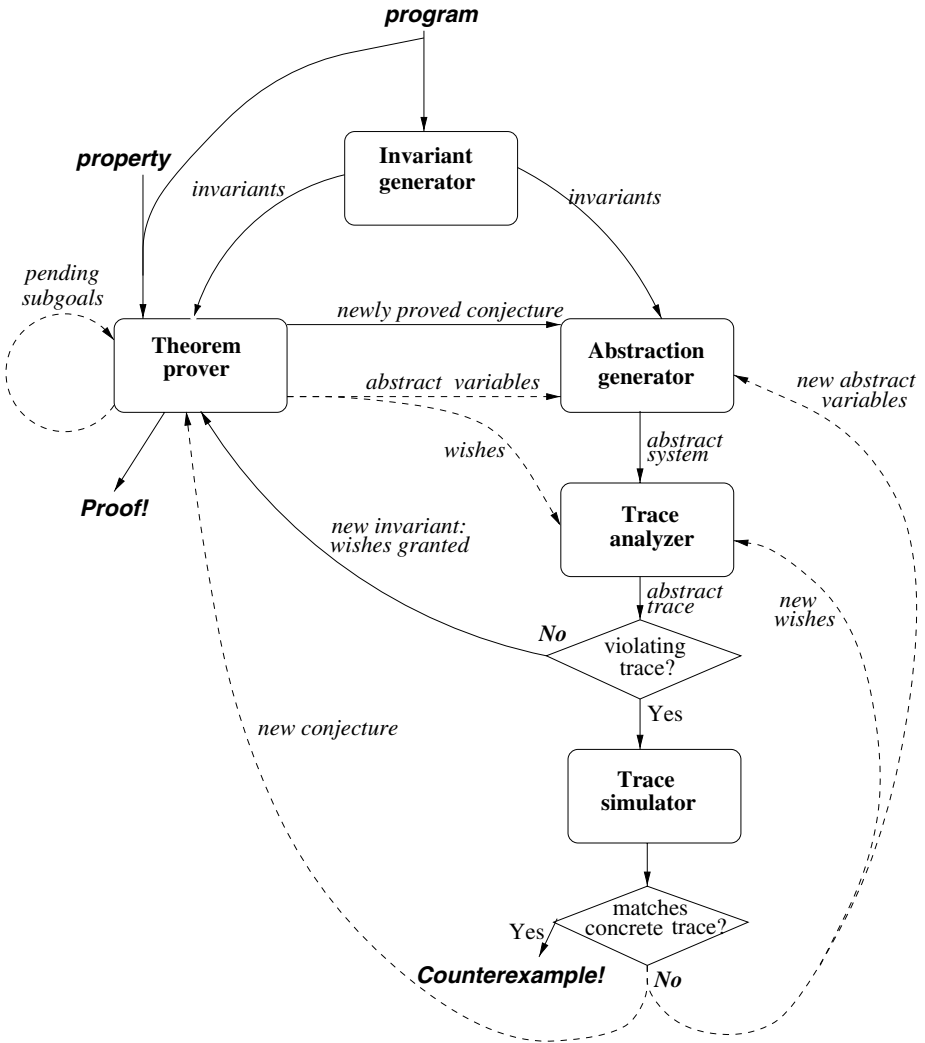 program
Invariant
generator
property
invariants
invariants
pending
subgoals
newly proved conjecture
Theorem
prover
Abstraction
generator
abstract variables
new abstract
variables
wishes
abstract
system
Proof!
Trace
analyzer
new invariant:
wishes granted
abstract
trace
new
wishes
No
violating
trace?
Yes
new conjecture
Trace
simulator
matches
concrete trace?
Yes
Counterexample!
No